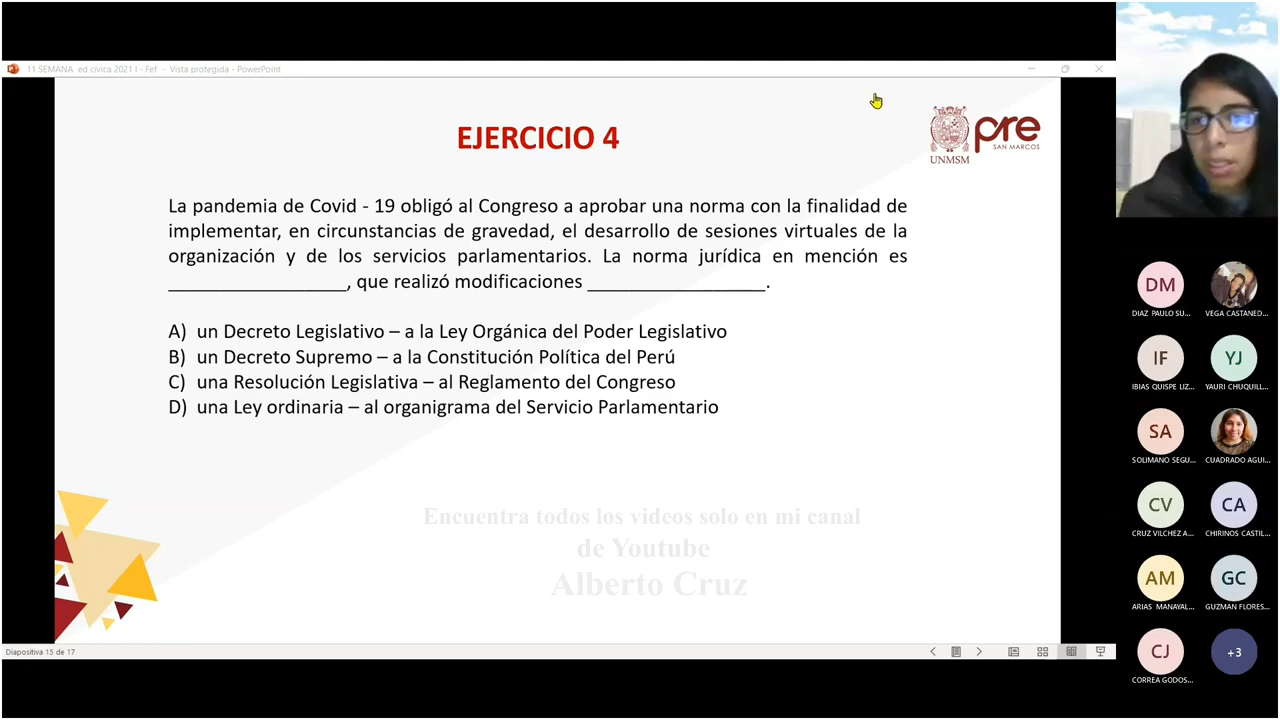 11 SEMANA ed cívica 2021 I - Fef - Vista protegida - PowerPoint
EJERCICIO 4
UNMSM
pre
SAN MARCOS
La pandemia de Covid - 19 obligó al Congreso a aprobar una norma con la finalidad de
implementar, en circunstancias de gravedad, el desarrollo de sesiones virtuales de la
organización y de los servicios parlamentarios. La norma jurídica en mención es
__________________, que realizó modificaciones __________________.
A) un Decreto Legislativo – a la Ley Orgánica del Poder Legislativo
B) un Decreto Supremo – a la Constitución Política del Perú
C) una Resolución Legislativa – al Reglamento del Congreso
D) una Ley ordinaria – al organigrama del Servicio Parlamentario
Encuentra todos los videos solo en mi canal
de Youtube
Alberto Cruz
Diapositiva 15 de 17
DM
DIAZ PAULO SU...
VEGA CASTANED...
IF
IBIAS QUISPE LIZ...
YJ
YAURI CHUQUILL...
SA
SOLIMANO SEGU...
CUADRADO AGUI...
CV
CRUZ VILCHEZ A...
CA
CHIRINOS CASTIL...
AM
ARIAS MANAYAL...
GC
GUZMAN FLORES...
CJ
CORREA GODOS...
+3